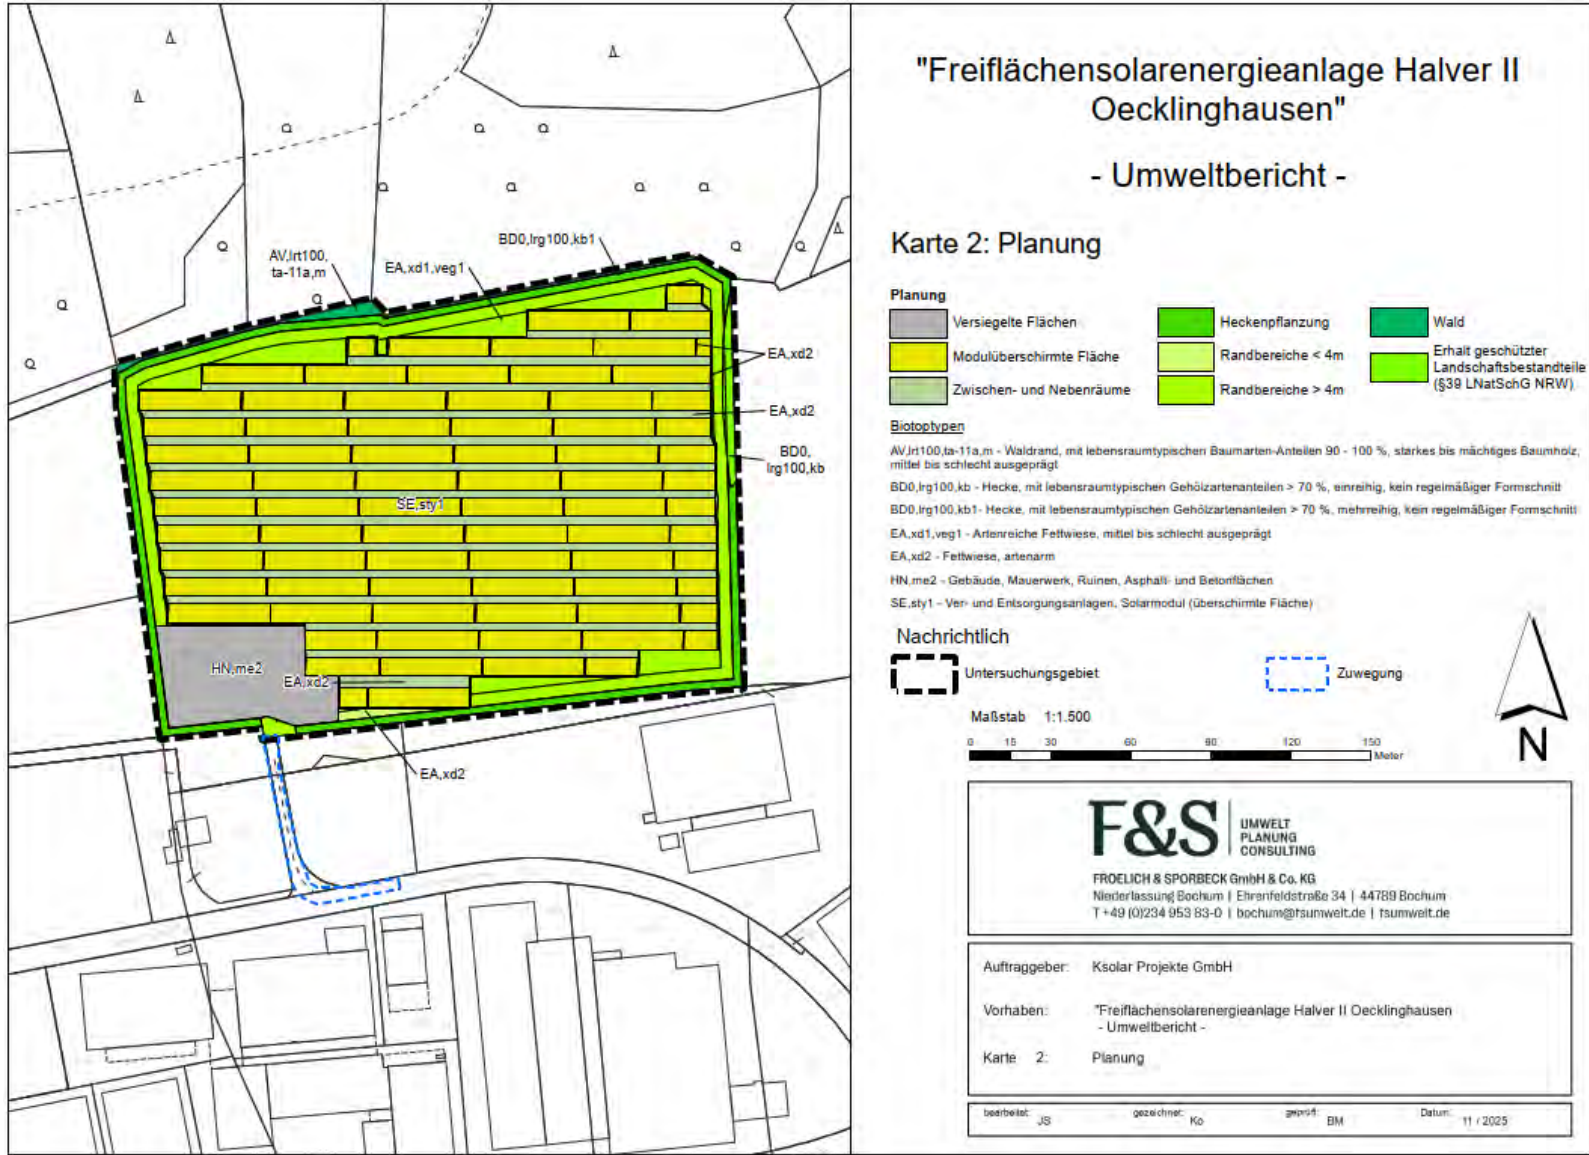 "Freiflächensolarenergieanlage Halver II
Oecklinghausen"
- Umweltbericht -
Karte 2: Planung
Planung
Versiegelte Flächen
Modulüberschirmte Fläche
Zwischen- und Nebenräume
Heckenpflanzung
Randbereiche < 4m
Randbereiche > 4m
Wald
Erhalt geschützter
Landschaftsbestandteile
(§39 LNatSchG NRW)
Biotoptypen
AV,lrt100,ta-11a,m - Waldrand, mit lebensraumtypischen Baumarten-Anteilen 90 - 100 %, starkes bis mächtiges Baumholz,
mittel bis schlecht ausgeprägt
BD0,lrg100,kb - Hecke, mit lebensraumtypischen Gehölzartenanteilen > 70 %, einreihig, kein regelmäßiger Formschnitt
BD0,lrg100,kb1- Hecke, mit lebensraumtypischen Gehölzartenanteilen > 70 %, mehrreihig, kein regelmäßiger Formschnitt
EA,xd1,veg1 - Artenreiche Fettwiese, mittel bis schlecht ausgeprägt
EA,xd2 - Fettwiese, artenarm
HN,me2 - Gebäude, Mauerwerk, Ruinen, Asphalt- und Betonflächen
SE,sty1 - Ver- und Entsorgungsanlagen, Solarmodul (überschirmte Fläche)
Nachrichtlich
Untersuchungsgebiet
Zuwegung
Maßstab 1:1.500
0 15 30 60 90 120 150
Meter
N
F&S
UMWELT
PLANUNG
CONSULTING
FROELICH & SPORBECK GmbH & Co. KG
Niederlassung Bochum | Ehrenfeldstraße 34 | 44789 Bochum
T +49 (0)234 953 83-0 | bochum@fsumwelt.de | fsumwelt.de
Auftraggeber: Ksolar Projekte GmbH
Vorhaben: "Freiflächensolarenergieanlage Halver II Oecklinghausen
- Umweltbericht -
Karte 2: Planung
bearbeitet: JS gezeichnet: Ko geprüft: BM Datum: 11 / 2025
AV,lrt100,
ta-11a,m
EA,xd1,veg1
BD0,lrg100,kb1
EA,xd2
EA,xd2
BD0,
lrg100,kb
SE,sty1
HN,me2
EA,xd2
EA,xd2